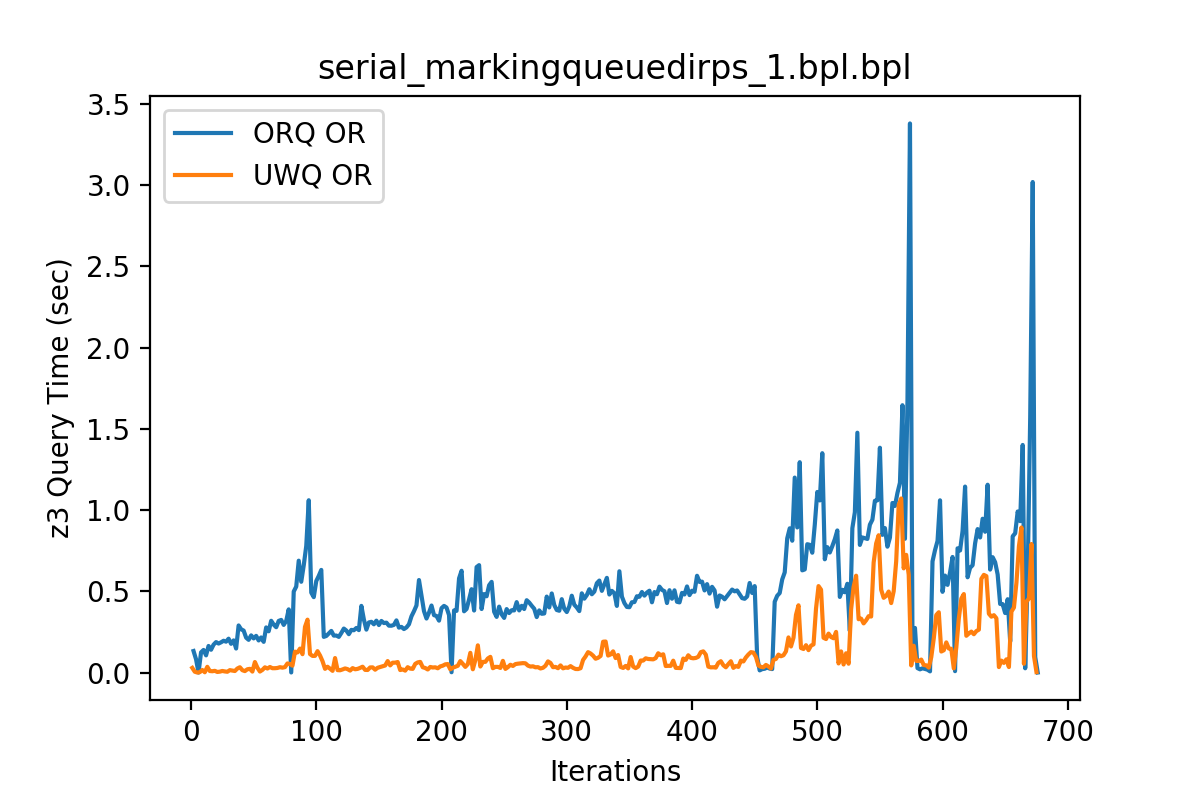 serial_markingqueuedirps_1.bpl.bpl
3.5
3.0
2.5
2.0
1.5
1.0
0.5
0.0
z3 Query Time (sec)
ORQ OR
UWQ OR
0 100 200 300 400 500 600 700
Iterations